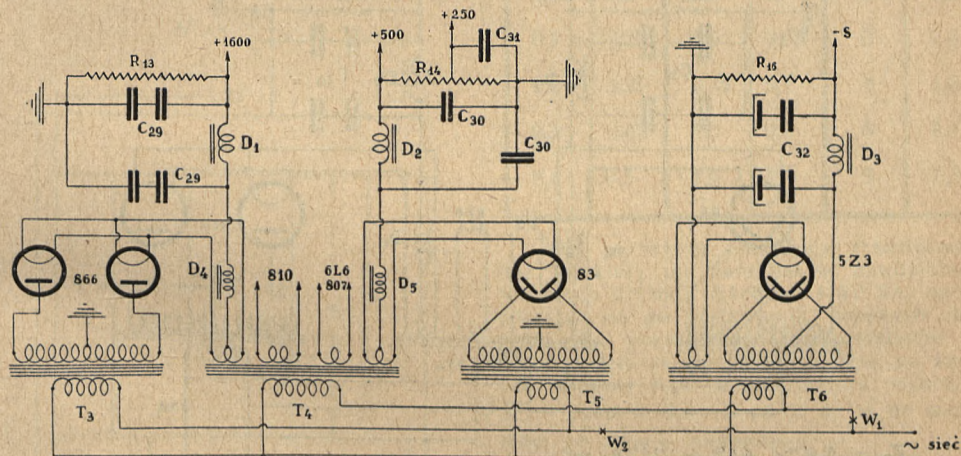 +1600
R13
C29
C29
D1
+500
+250
C31
R14
C30
C30
D2
-S
R15
C32
D3
866
D4
810
6L6
807
D5
83
5Z3
T3
T4
T5
T6
W1
W2
~ sieć